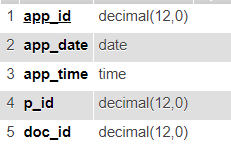 1 app_id decimal(12,0)
2 app_date date
3 app_time time
4 p_id decimal(12,0)
5 doc_id decimal(12,0)